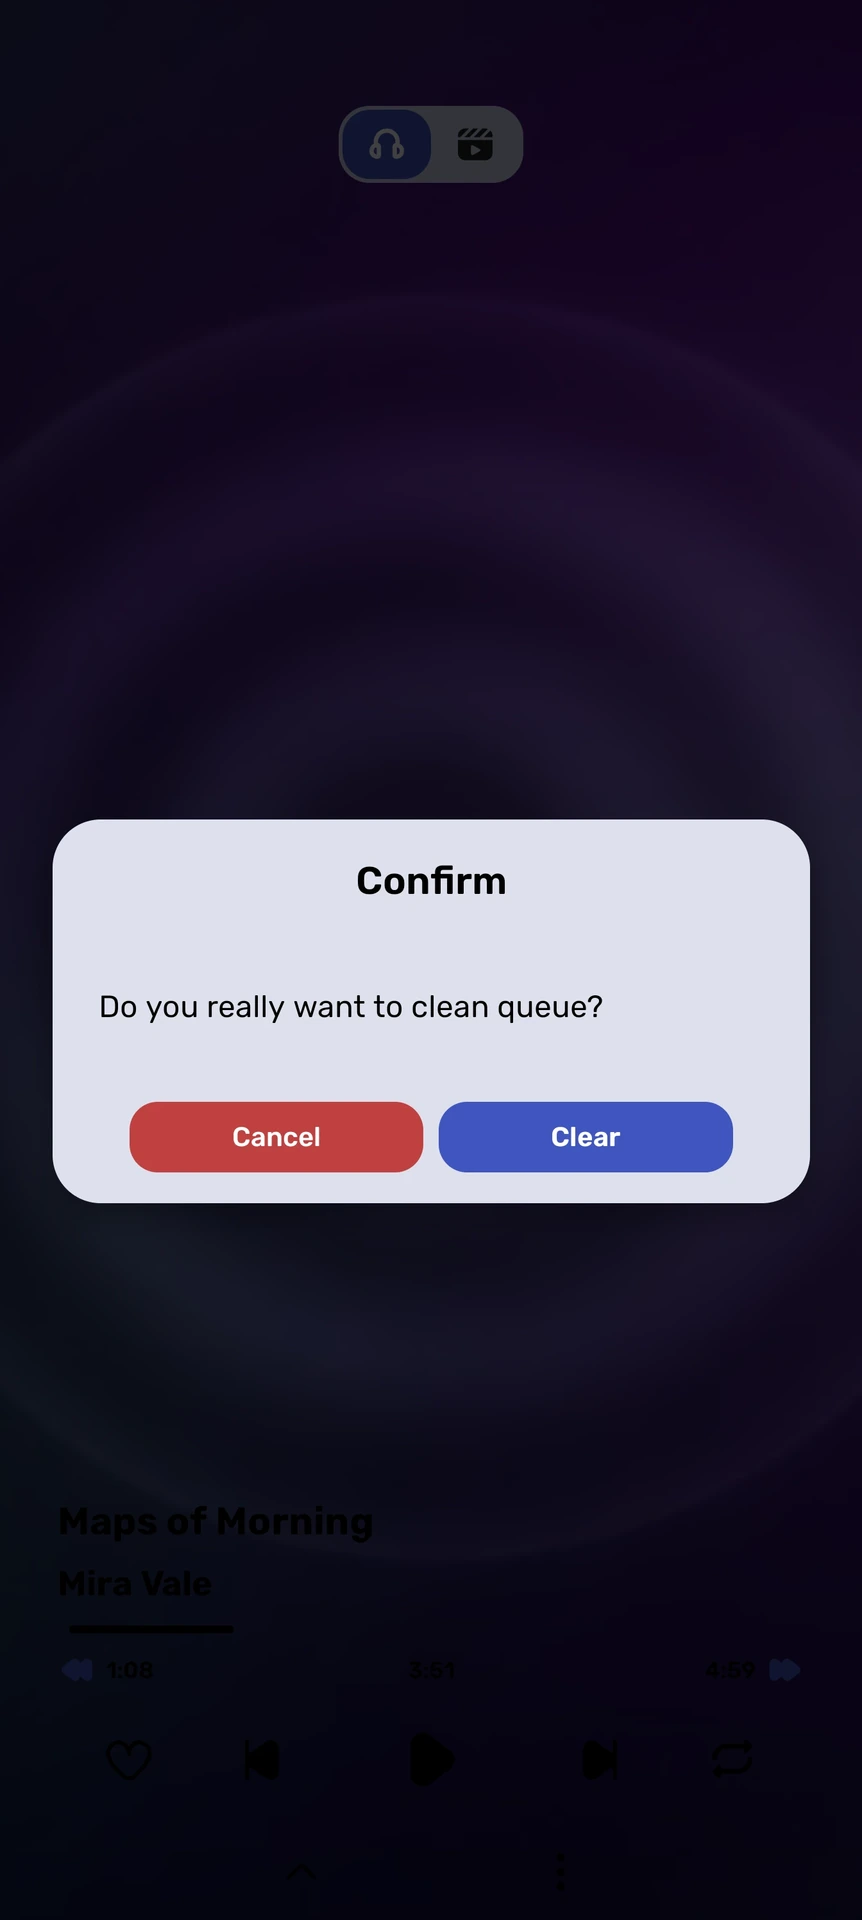 Confirm
Do you really want to clean queue?
Cancel Clear
Maps of Morning
Mira Vale
1:08 3:51 4:59